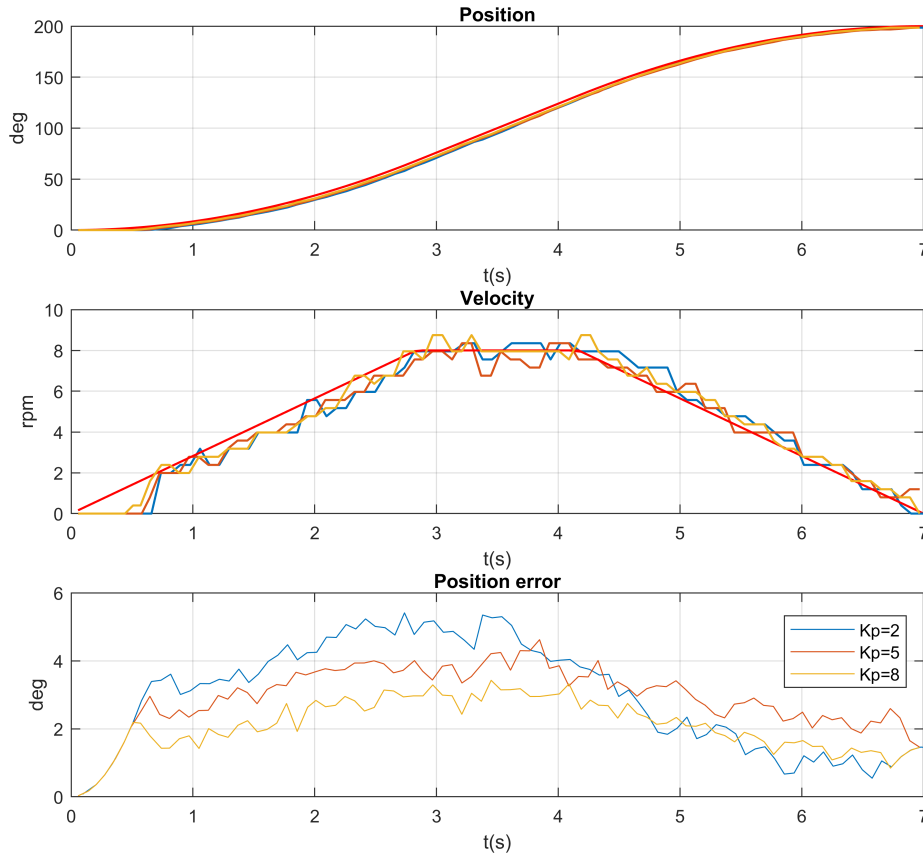 Position
200
150
100
50
0
deg
0 1 2 3 4 5 6 7
t(s)
Velocity
10
8
6
4
2
0
rpm
0 1 2 3 4 5 6 7
t(s)
Position error
6
4
2
0
deg
Kp=2
Kp=5
Kp=8
0 1 2 3 4 5 6 7
t(s)